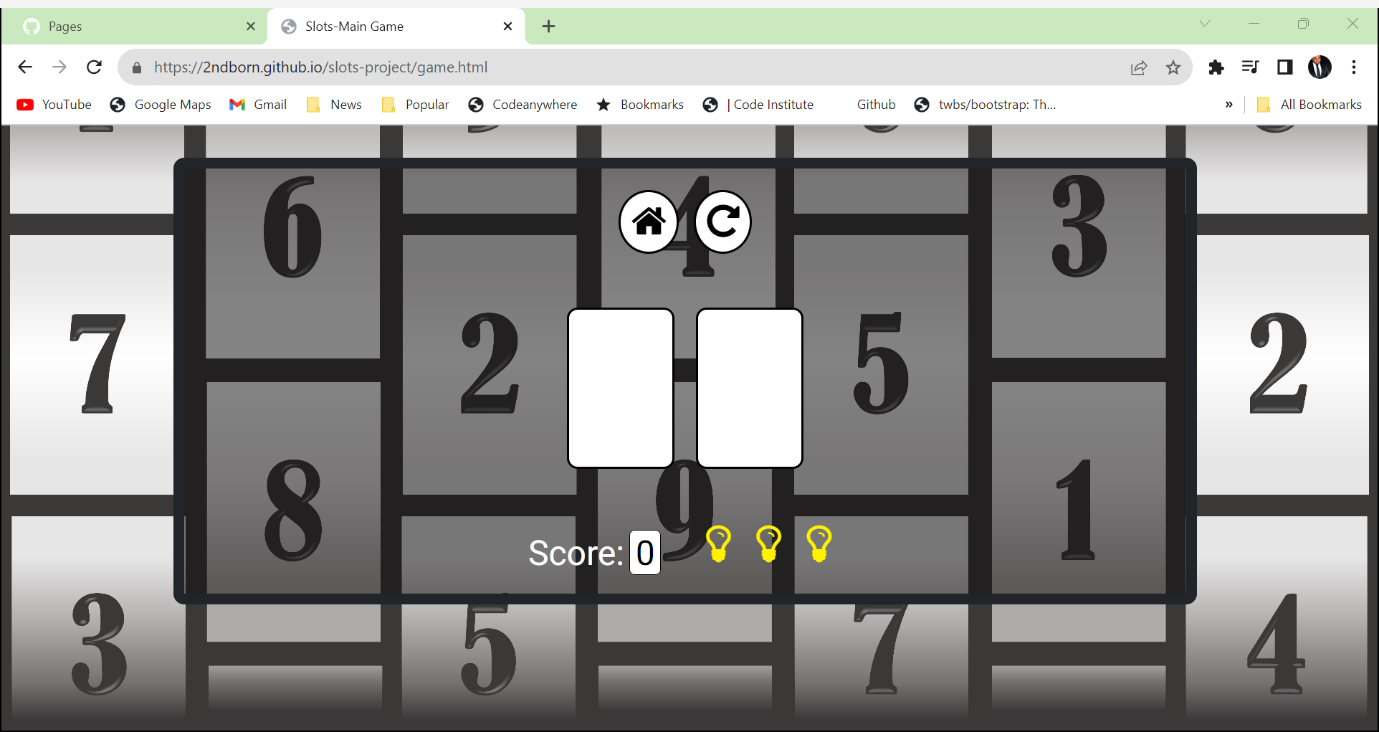 Pages Slots-Main Game
https://2ndborn.github.io/slots-project/game.html
YouTube Google Maps Gmail News Popular Codeanywhere Bookmarks | Code Institute Github twbs/bootstrap: Th... » All Bookmarks
6 4 3
7 2 5 2
8 9 1
Score: 0
3 5 7 4